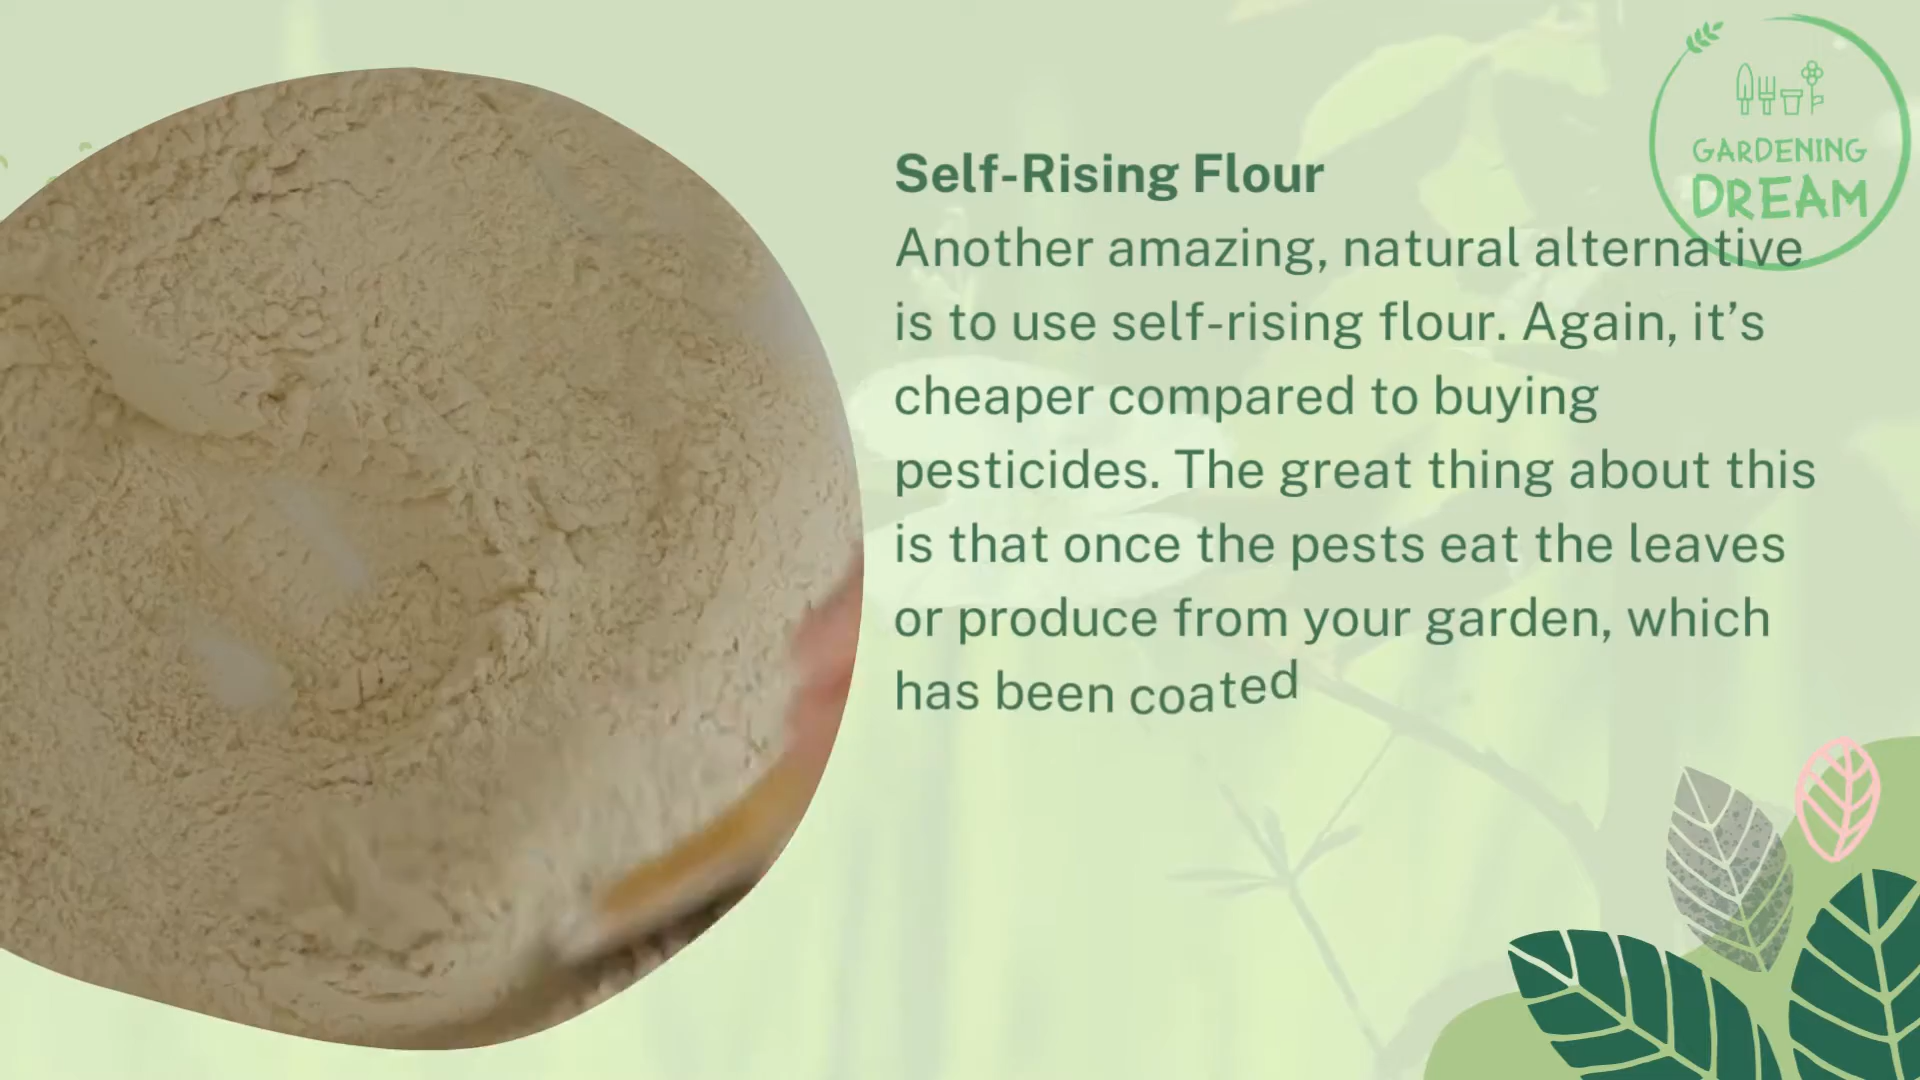 GARDENING
DREAM
Self-Rising Flour
Another amazing, natural alternative
is to use self-rising flour. Again, it’s
cheaper compared to buying
pesticides. The great thing about this
is that once the pests eat the leaves
or produce from your garden, which
has been coated